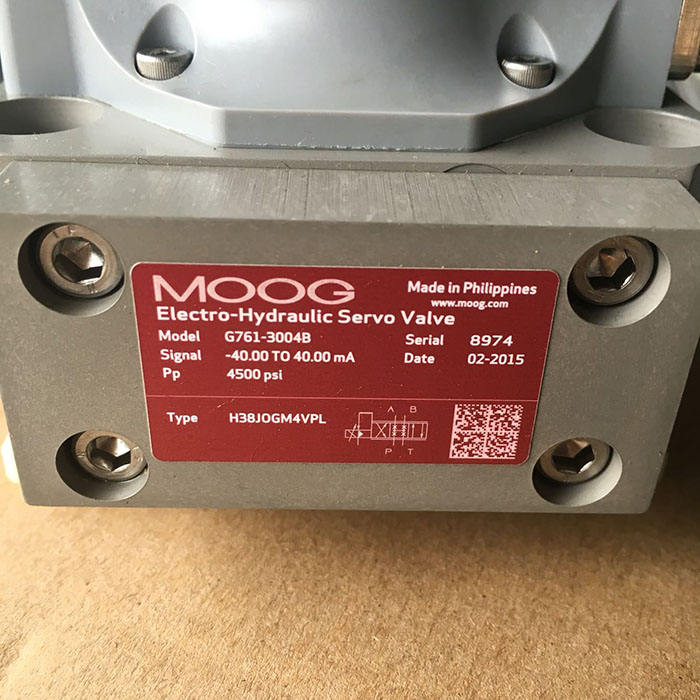 MOOG
Made in Philippines
www.moog.com
Electro-Hydraulic Servo Valve
Model G761-3004B Serial 8974
Signal -40.00 TO 40.00 mA Date 02-2015
Pp 4500 psi
Type H38JOGM4VPL
A B
P T